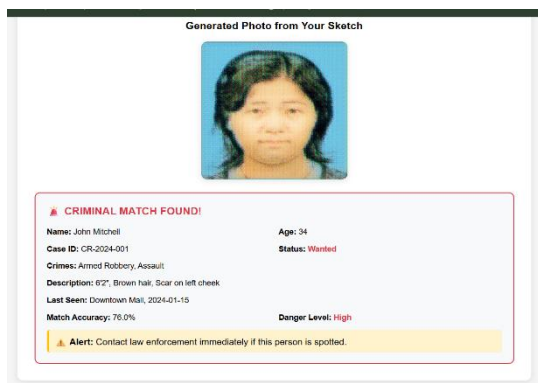 Generated Photo from Your Sketch
CRIMINAL MATCH FOUND!
Name: John Mitchell Age: 34
Case ID: CR-2024-001 Status: Wanted
Crimes: Armed Robbery, Assault
Description: 6'2", Brown hair, Scar on left cheek
Last Seen: Downtown Mall, 2024-01-15
Match Accuracy: 76.0% Danger Level: High
Alert: Contact law enforcement immediately if this person is spotted.